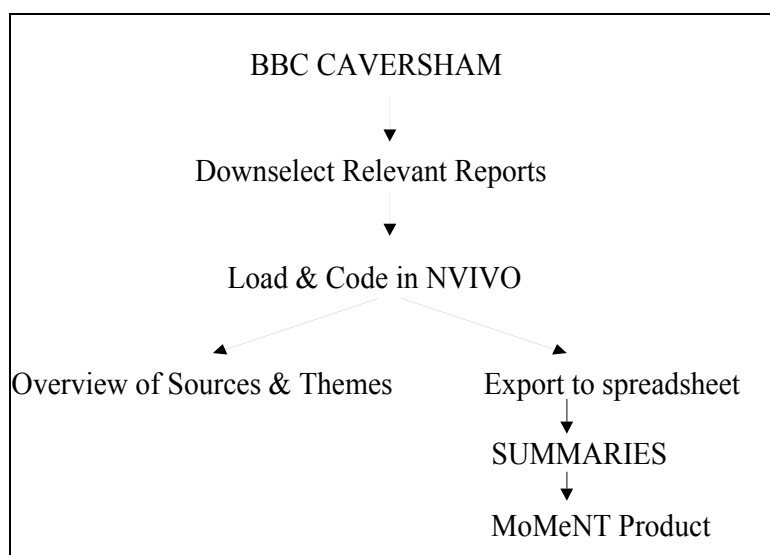 BBC CAVERSHAM
Downselect Relevant Reports
Load & Code in NVIVO
Overview of Sources & Themes
Export to spreadsheet
SUMMARIES
MoMeNT Product